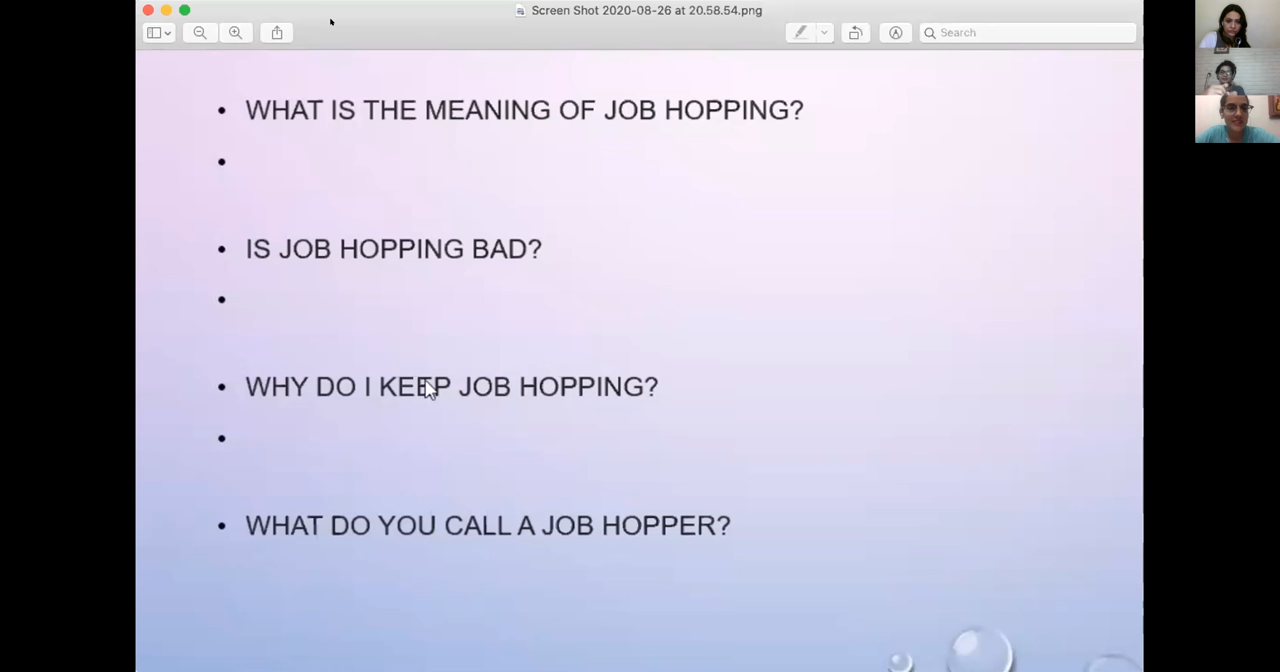 Screen Shot 2020-08-26 at 20.58.54.png
Search
• WHAT IS THE MEANING OF JOB HOPPING?
•
• IS JOB HOPPING BAD?
•
• WHY DO I KEEP JOB HOPPING?
•
• WHAT DO YOU CALL A JOB HOPPER?